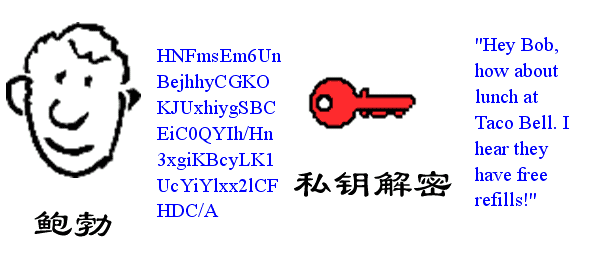 HNFmsEm6Un
BejhhyCGKO
KJUxhiygSBC
EiC0QYIh/Hn
3xgiKBcyLK1
UcYiYlxx2lCF
HDC/A
鲍勃
私钥解密
"Hey Bob,
how about
lunch at
Taco Bell. I
hear they
have free
refills!"